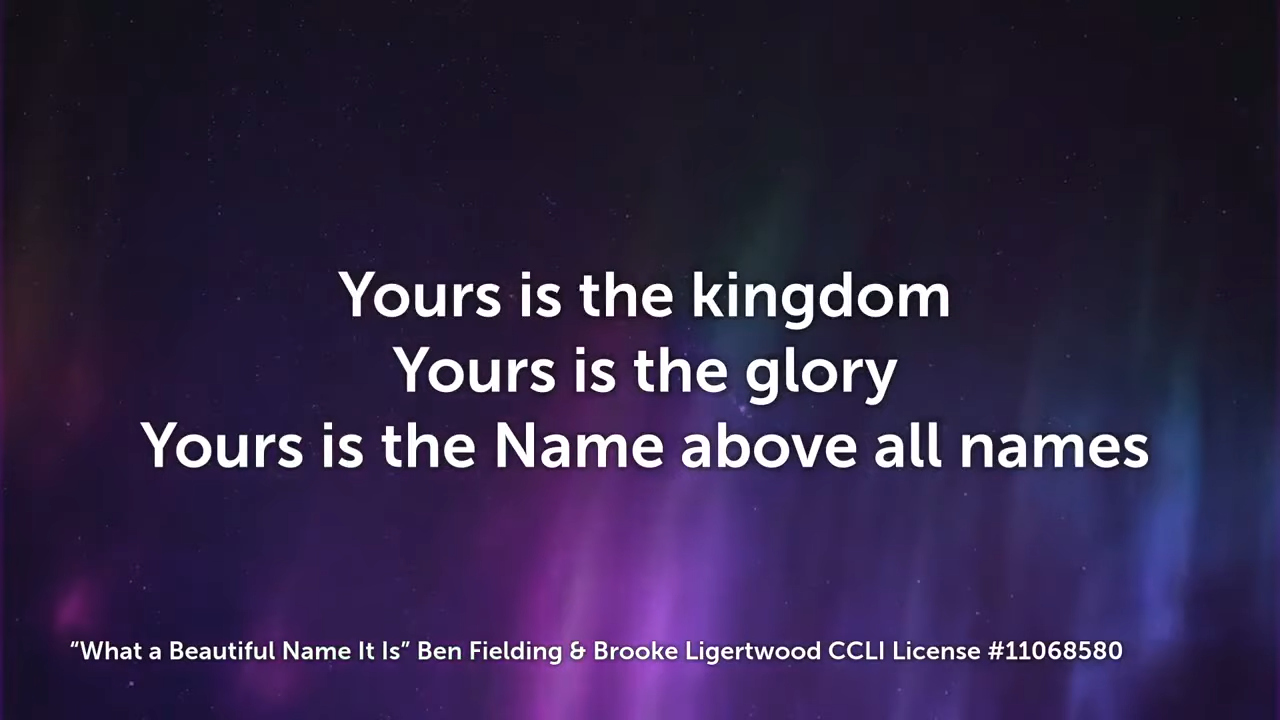 Yours is the kingdom
Yours is the glory
Yours is the Name above all names
“What a Beautiful Name It Is” Ben Fielding & Brooke Ligertwood CCLI License #11068580